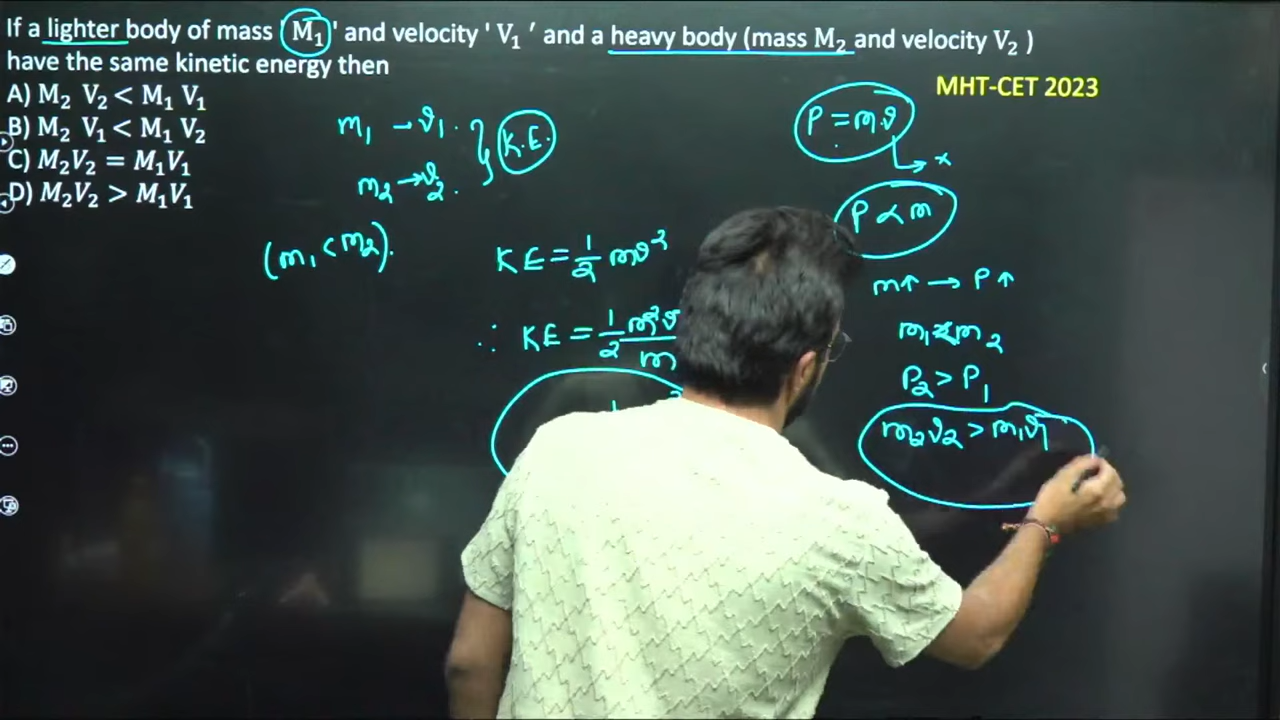 If a lighter body of mass ' M₁ ' and velocity ' V₁ ' and a heavy body (mass M₂ and velocity V₂ )
have the same kinetic energy then
MHT-CET 2023
A) M₂ V₂ < M₁ V₁
B) M₂ V₁ < M₁ V₂
C) M₂V₂ = M₁V₁
D) M₂V₂ > M₁V₁
m₁ → v₁ .
m₂ → v₂ .
K.E.
(m₁ < m₂).
KE = 1/2 mv²
∴ KE = 1/2 m²v
m
P = m.v
x
P ∝ m
m↑ → P↑
m₁ < m₂
P₂ > P₁
m₂v₂ > m₁v₁